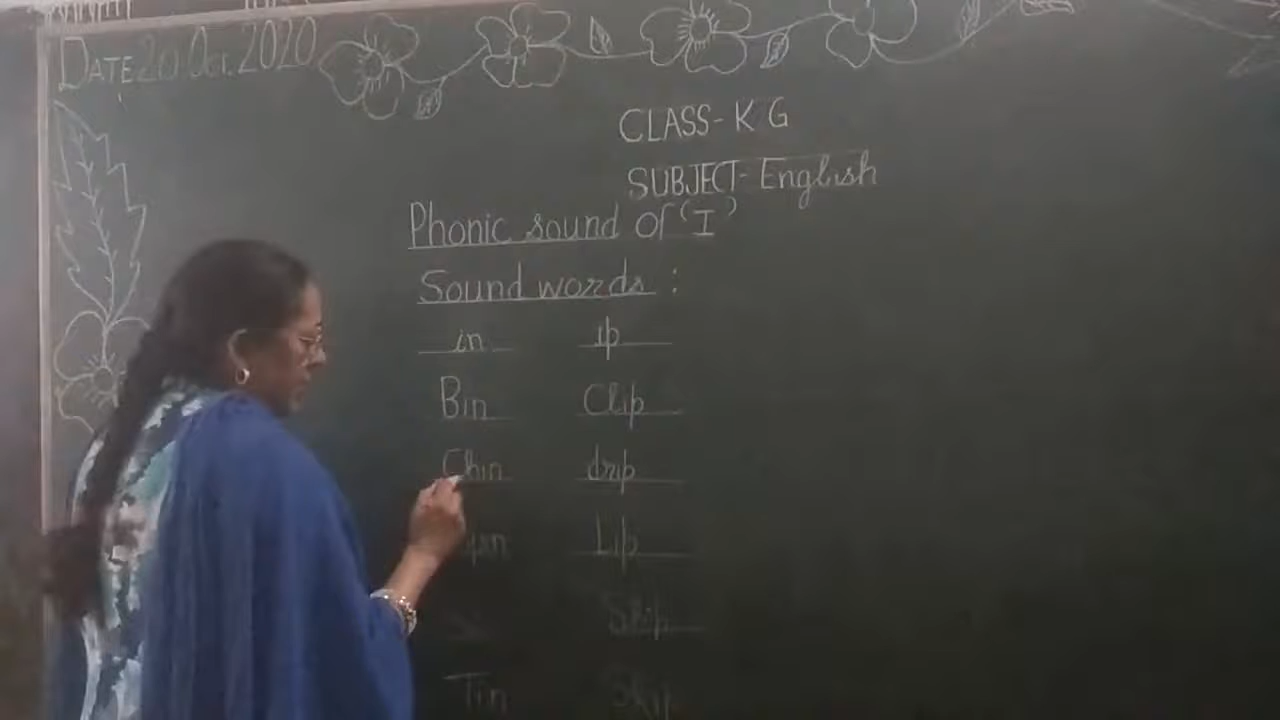 DATE 20 Oct. 2020
CLASS- K G
SUBJECT- English
Phonic sound of 'I'
Sound words :
in ip
Bin Clip
Chin drip
Lip
Tin